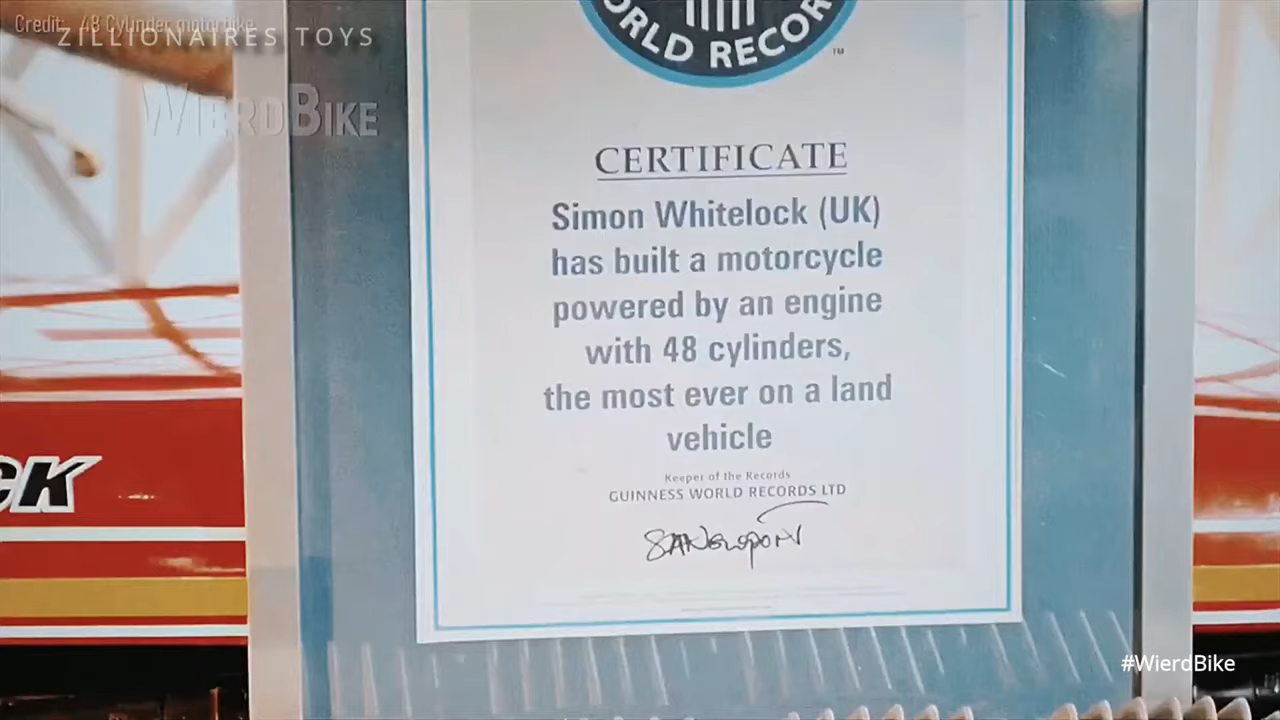 Credit: 48 Cylinder motorbike
ZILLIONAIRES TOYS
WIERDBIKE
ORLD RECOR
™
CERTIFICATE
Simon Whitelock (UK)
has built a motorcycle
powered by an engine
with 48 cylinders,
the most ever on a land
vehicle
Keeper of the Records
GUINNESS WORLD RECORDS LTD
CK
#WierdBike